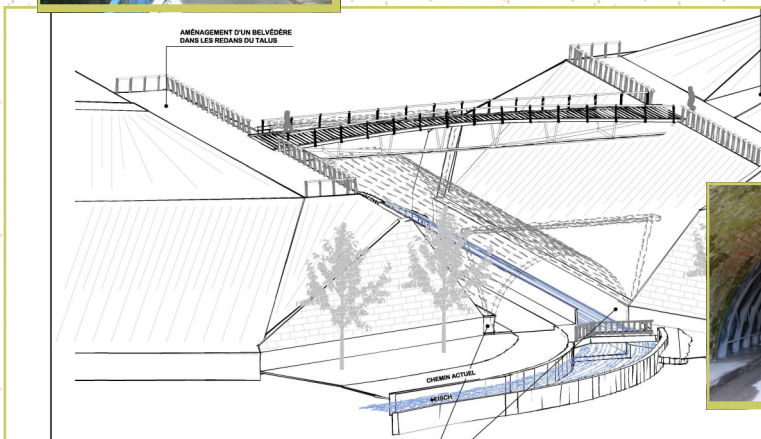 AMÉNAGEMENT D'UN BELVÉDÈRE
DANS LES REDANS DU TALUS
CHEMIN ACTUEL
EISCH